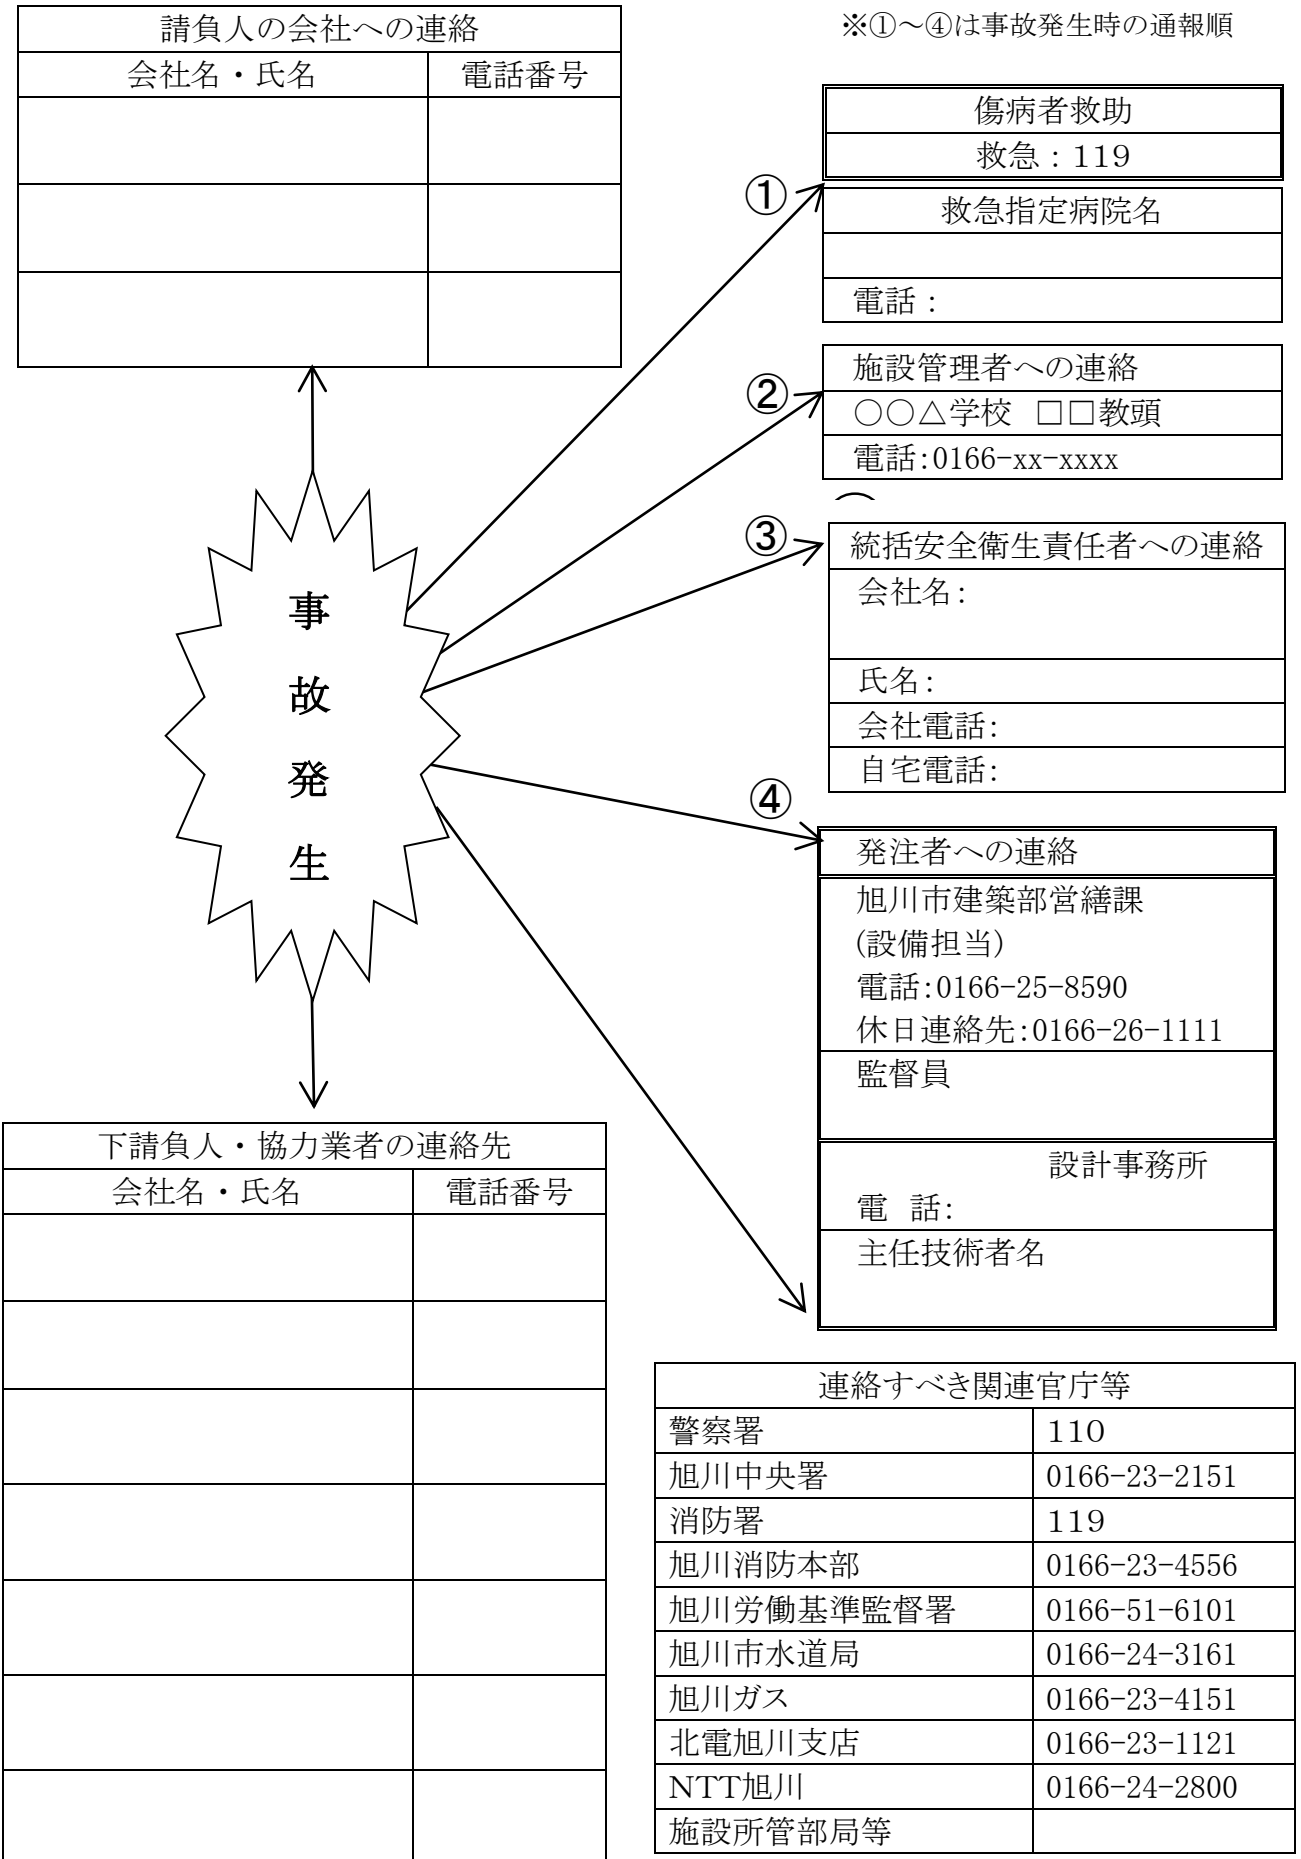 請負人の会社への連絡
会社名・氏名 電話番号
※①～④は事故発生時の通報順
傷病者救助
救急：119
①
救急指定病院名
電話：
②
施設管理者への連絡
○○△学校 □□教頭
電話:0166-xx-xxxx
③
統括安全衛生責任者への連絡
会社名:
氏名:
会社電話:
自宅電話:
事
故
発
生
④
発注者への連絡
旭川市建築部営繕課
(設備担当)
電話:0166-25-8590
休日連絡先:0166-26-1111
監督員
設計事務所
電 話:
主任技術者名
下請負人・協力業者の連絡先
会社名・氏名 電話番号
連絡すべき関連官庁等
警察署 110
旭川中央署 0166-23-2151
消防署 119
旭川消防本部 0166-23-4556
旭川労働基準監督署 0166-51-6101
旭川市水道局 0166-24-3161
旭川ガス 0166-23-4151
北電旭川支店 0166-23-1121
NTT旭川 0166-24-2800
施設所管部局等